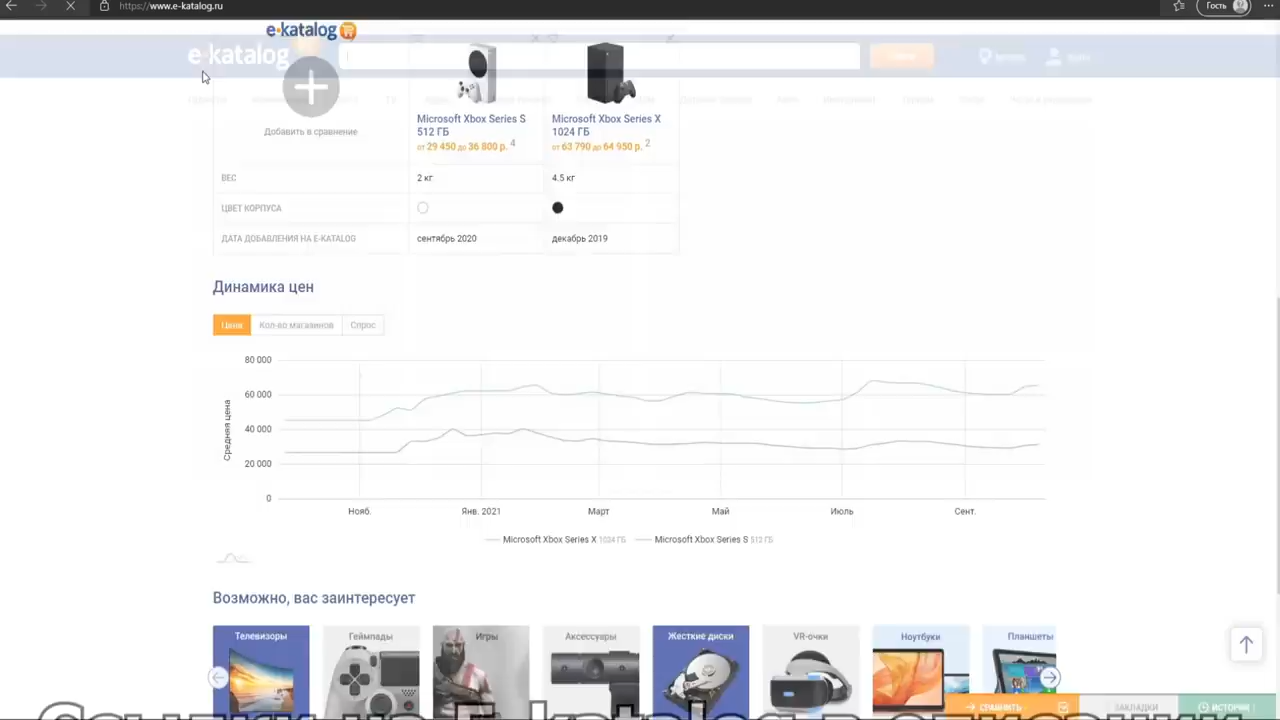 https://www.e-katalog.ru
Гость
e-katalog
e-katalog
Добавить в сравнение
Microsoft Xbox Series S
512 ГБ
от 29 450 до 36 800 р. 4
Microsoft Xbox Series X
1024 ГБ
от 63 790 до 64 950 р. 2
ВЕС
2 кг
4.5 кг
ЦВЕТ КОРПУСА
ДАТА ДОБАВЛЕНИЯ НА E-KATALOG
сентябрь 2020
декабрь 2019
Динамика цен
Цена
Кол-во магазинов
Спрос
80 000
60 000
40 000
20 000
0
Средняя цена
Нояб.
Янв. 2021
Март
Май
Июль
Сент.
Microsoft Xbox Series X 1024 ГБ
Microsoft Xbox Series S 512 ГБ
Возможно, вас заинтересует
Телевизоры
Геймпады
Игры
Аксессуары
Жесткие диски
VR-очки
Ноутбуки
Планшеты
СРАВНИТЬ
ЗАКЛАДКИ
ИСТОРИЯ